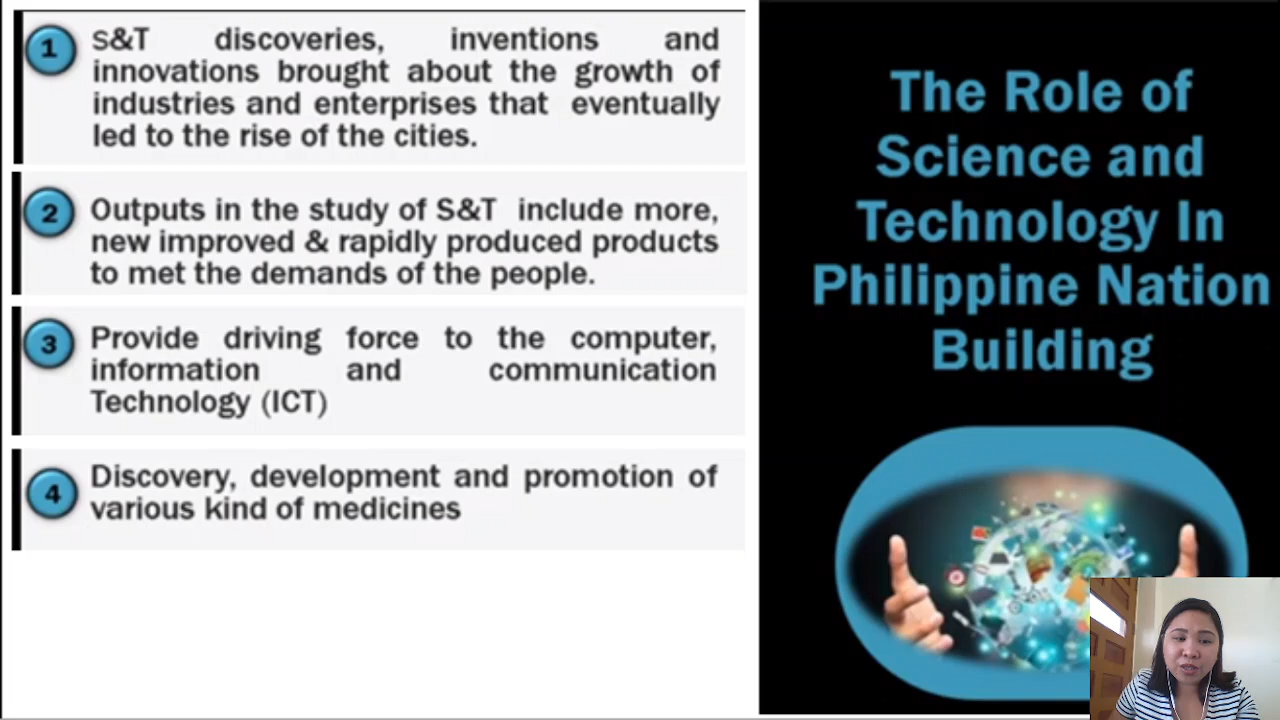 1
S&T discoveries, inventions and
innovations brought about the growth of
industries and enterprises that eventually
led to the rise of the cities.
2
Outputs in the study of S&T include more,
new improved & rapidly produced products
to met the demands of the people.
3
Provide driving force to the computer,
information and communication
Technology (ICT)
4
Discovery, development and promotion of
various kind of medicines
The Role of
Science and
Technology In
Philippine Nation
Building